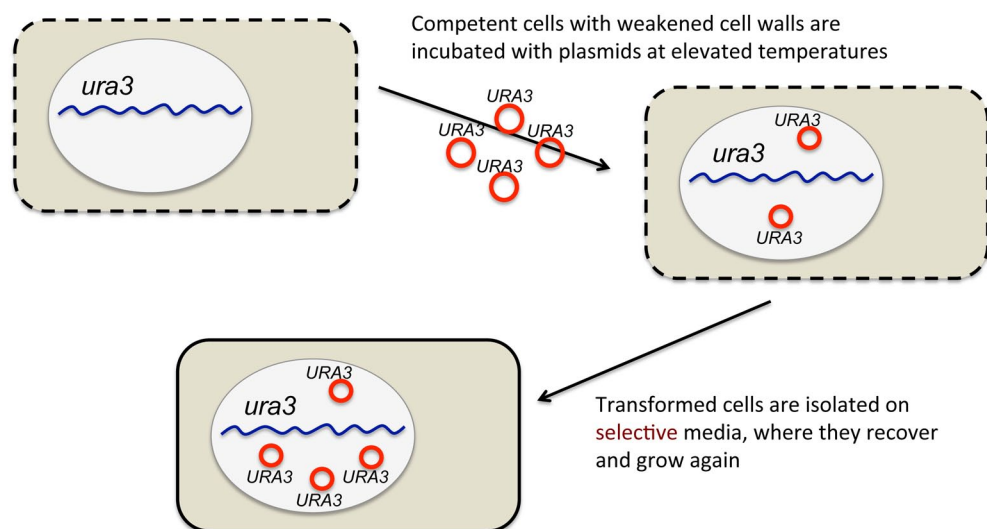 Competent cells with weakened cell walls are
incubated with plasmids at elevated temperatures
ura3
URA3
URA3
URA3
URA3
URA3
ura3
URA3
URA3
ura3
URA3
URA3
URA3
Transformed cells are isolated on
selective media, where they recover
and grow again